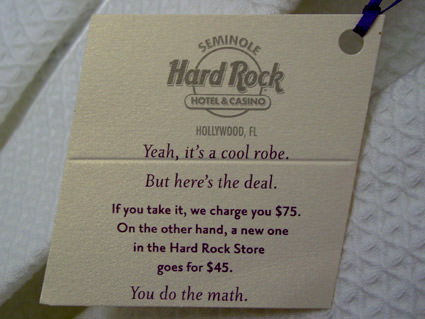 SEMINOLE
Hard Rock
HOTEL & CASINO
HOLLYWOOD, FL
Yeah, it's a cool robe.
But here's the deal.
If you take it, we charge you $75.
On the other hand, a new one
in the Hard Rock Store
goes for $45.
You do the math.